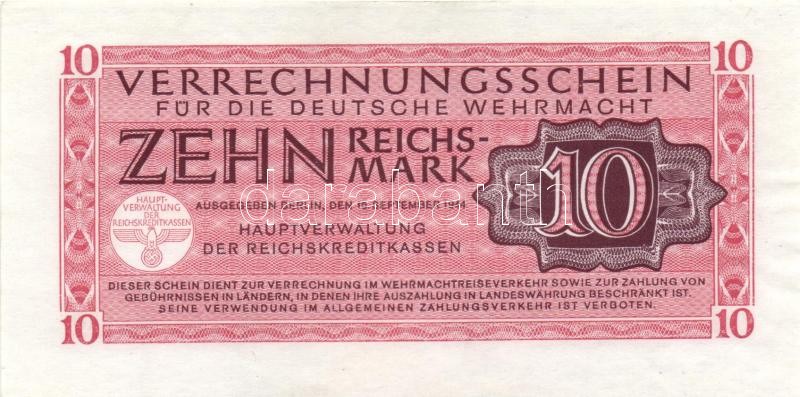 10 10
VERRECHNUNGSSCHEIN
FÜR DIE DEUTSCHE WEHRMACHT
ZEHN REICHS-
MARK
10
HAUPT-
VERWALTUNG
DER
REICHSKREDITKASSEN
AUSGEGEBEN BERLIN, DEN 15. SEPTEMBER 1944
HAUPTVERWALTUNG
DER REICHSKREDITKASSEN
darabanth
DIESER SCHEIN DIENT ZUR VERRECHNUNG IM WEHRMACHTREISEVERKEHR SOWIE ZUR ZAHLUNG VON
GEBÜHRNISSEN IN LÄNDERN, IN DENEN IHRE AUSZAHLUNG IN LANDESWÄHRUNG BESCHRÄNKT IST.
SEINE VERWENDUNG IM ALLGEMEINEN ZAHLUNGSVERKEHR IST VERBOTEN.
10 10